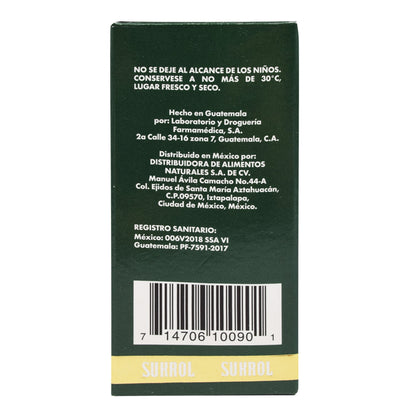 NO SE DEJE AL ALCANCE DE LOS NIÑOS.
CONSERVESE A NO MÁS DE 30°C,
LUGAR FRESCO Y SECO.
Hecho en Guatemala
por: Laboratorio y Droguería
Farmamédica, S.A.
2a Calle 34-16 zona 7, Guatemala, C.A.
Distribuido en México por:
DISTRIBUIDORA DE ALIMENTOS
NATURALES S.A. DE CV.
Manuel Ávila Camacho No.44-A
Col. Ejidos de Santa María Aztahuacán,
C.P.09570, Iztapalapa,
Ciudad de México, México.
REGISTRO SANITARIO:
México: 006V2018 SSA VI
Guatemala: PF-7591-2017
7 14706 10090 1
SUKROL SUKROL